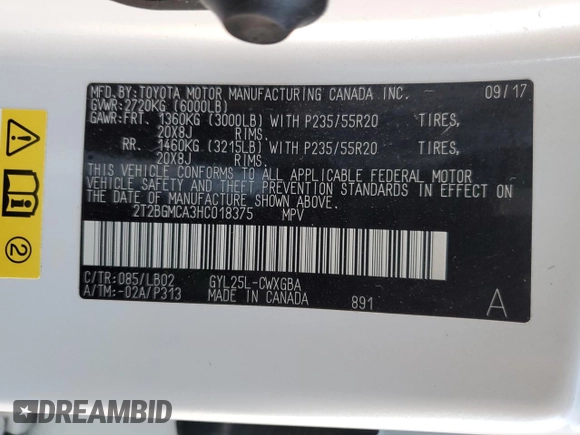 MFD.BY:TOYOTA MOTOR MANUFACTURING CANADA INC. 09/17
GVWR:2720KG (6000LB)
GAWR:FRT. 1360KG (3000LB) WITH P235/55R20 TIRES,
20X8J RIMS.
RR. 1460KG (3215LB) WITH P235/55R20 TIRES,
20X8J RIMS.
THIS VEHICLE CONFORMS TO ALL APPLICABLE FEDERAL MOTOR
VEHICLE SAFETY AND THEFT PREVENTION STANDARDS IN EFFECT ON
THE DATE OF MANUFACTURE SHOWN ABOVE.
2T2BGMCA3HC018375 MPV
C/TR:085/LB02 GYL25L-CWXGBA
A/TM:-02A/P313 MADE IN CANADA 891 A
2
DREAMBID